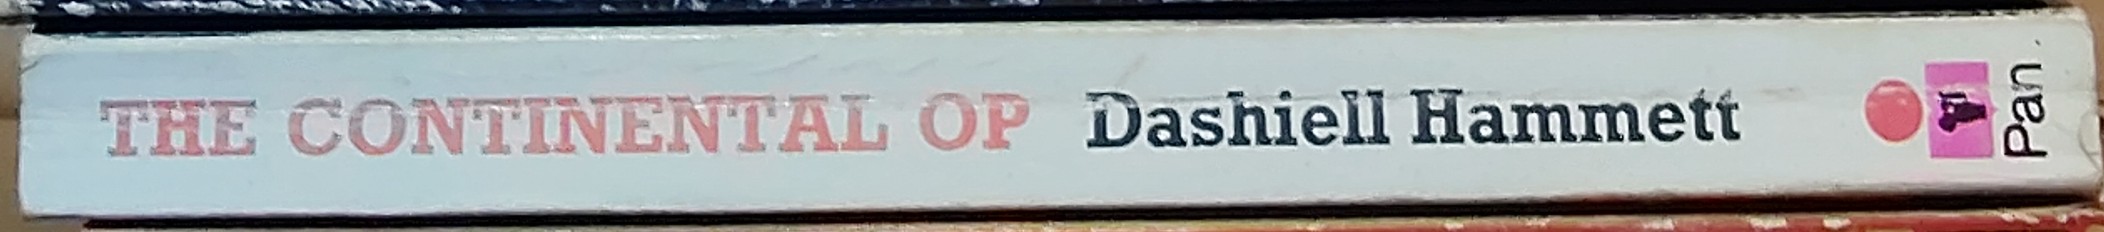 THE CONTINENTAL OP Dashiell Hammett
Pan